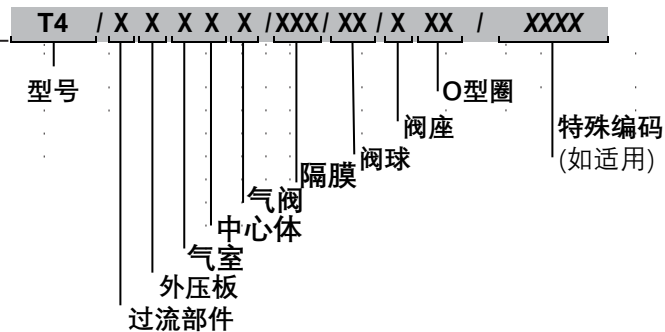 T4 / X X X X X / XXX / XX / X XX / XXXX
型号
O型圈
阀座
特殊编码
(如适用)
阀球
隔膜
气阀
中心体
气室
外压板
过流部件